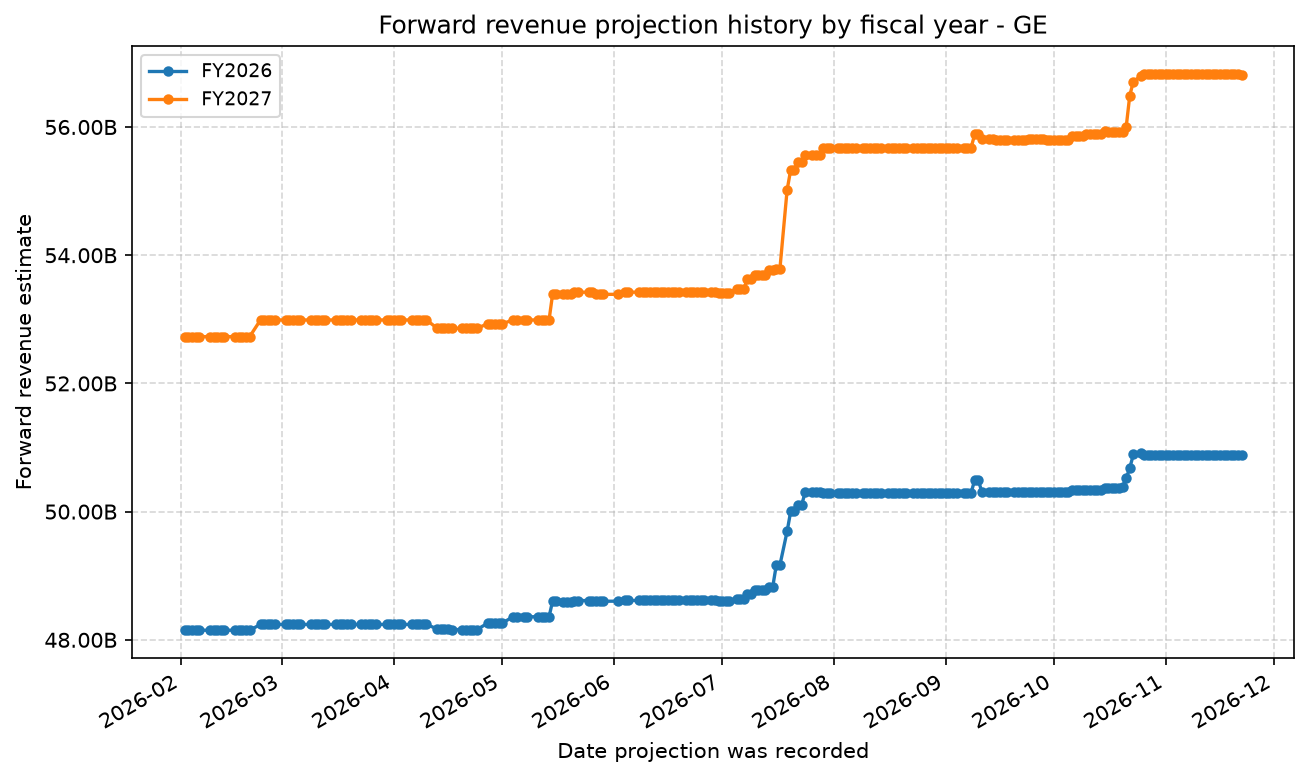 Forward revenue projection history by fiscal year - GE
FY2026
FY2027
Forward revenue estimate
56.00B
54.00B
52.00B
50.00B
48.00B
2026-02
2026-03
2026-04
2026-05
2026-06
2026-07
2026-08
2026-09
2026-10
2026-11
2026-12
Date projection was recorded